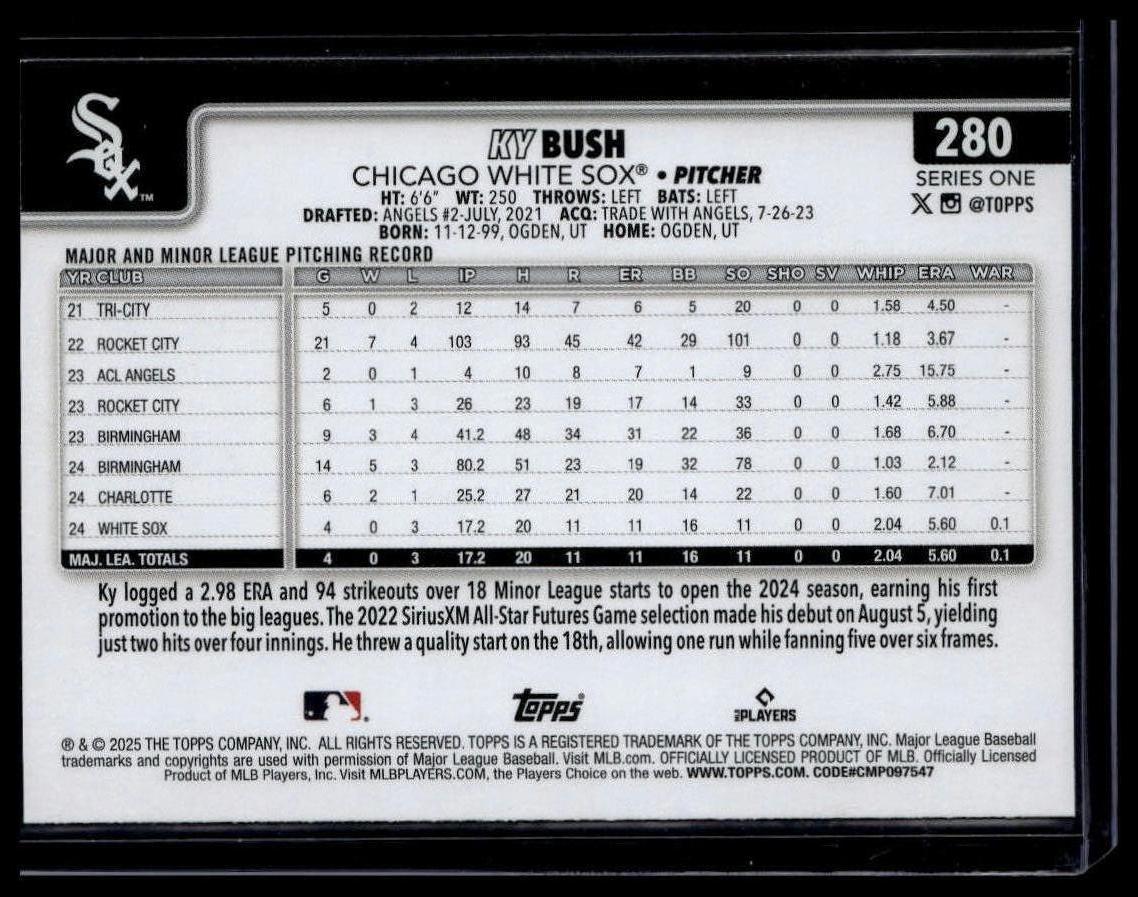 Sox™
280
KY BUSH
SERIES ONE
CHICAGO WHITE SOX® • PITCHER
@TOPPS
HT: 6'6" WT: 250 THROWS: LEFT BATS: LEFT
DRAFTED: ANGELS #2-JULY, 2021 ACQ: TRADE WITH ANGELS, 7-26-23
BORN: 11-12-99, OGDEN, UT HOME: OGDEN, UT
MAJOR AND MINOR LEAGUE PITCHING RECORD
YR CLUB G W L IP H R ER BB SO SHO SV WHIP ERA WAR
21 TRI-CITY 5 0 2 12 14 7 6 5 20 0 0 1.58 4.50 -
22 ROCKET CITY 21 7 4 103 93 45 42 29 101 0 0 1.18 3.67 -
23 ACL ANGELS 2 0 1 4 10 8 7 1 9 0 0 2.75 15.75 -
23 ROCKET CITY 6 1 3 26 23 19 17 14 33 0 0 1.42 5.88 -
23 BIRMINGHAM 9 3 4 41.2 48 34 31 22 36 0 0 1.68 6.70 -
24 BIRMINGHAM 14 5 3 80.2 51 23 19 32 78 0 0 1.03 2.12 -
24 CHARLOTTE 6 2 1 25.2 27 21 20 14 22 0 0 1.60 7.01 -
24 WHITE SOX 4 0 3 17.2 20 11 11 16 11 0 0 2.04 5.60 0.1
MAJ. LEA. TOTALS 4 0 3 17.2 20 11 11 16 11 0 0 2.04 5.60 0.1
Ky logged a 2.98 ERA and 94 strikeouts over 18 Minor League starts to open the 2024 season, earning his first
promotion to the big leagues. The 2022 SiriusXM All-Star Futures Game selection made his debut on August 5, yielding
just two hits over four innings. He threw a quality start on the 18th, allowing one run while fanning five over six frames.
topps®
PLAYERS
® & © 2025 THE TOPPS COMPANY, INC. ALL RIGHTS RESERVED. TOPPS IS A REGISTERED TRADEMARK OF THE TOPPS COMPANY, INC. Major League Baseball
trademarks and copyrights are used with permission of Major League Baseball. Visit MLB.com. OFFICIALLY LICENSED PRODUCT OF MLB. Officially Licensed
Product of MLB Players, Inc. Visit MLBPLAYERS.COM, the Players Choice on the web. WWW.TOPPS.COM. CODE#CMP097547